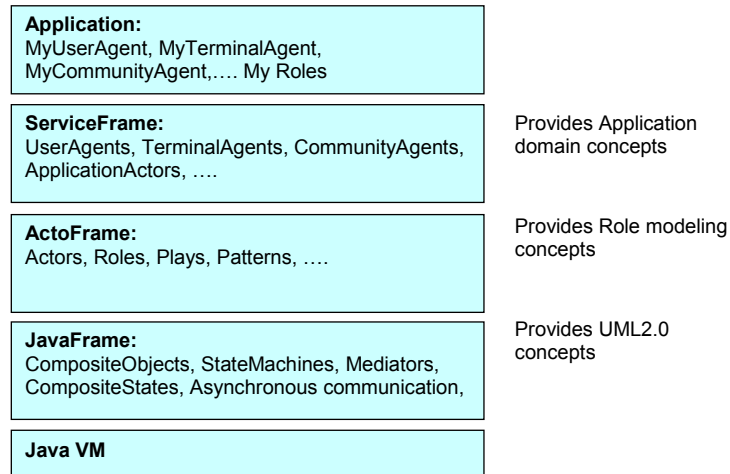 Application:
MyUserAgent, MyTerminalAgent,
MyCommunityAgent,…. My Roles
ServiceFrame:
UserAgents, TerminalAgents, CommunityAgents,
ApplicationActors, ….
Provides Application
domain concepts
ActoFrame:
Actors, Roles, Plays, Patterns, ….
Provides Role modeling
concepts
JavaFrame:
CompositeObjects, StateMachines, Mediators,
CompositeStates, Asynchronous communication,
Provides UML2.0
concepts
Java VM